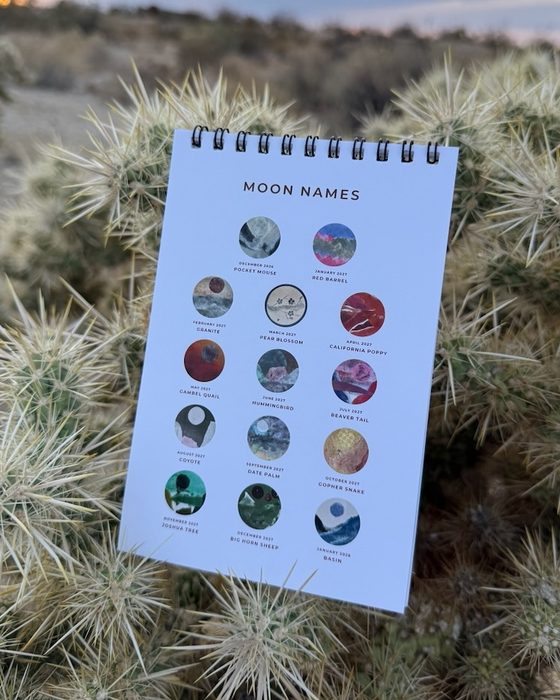 MOON NAMES
DECEMBER 2026
POCKET MOUSE
JANUARY 2027
RED BARREL
FEBRUARY 2027
GRANITE
MARCH 2027
PEAR BLOSSOM
APRIL 2027
CALIFORNIA POPPY
MAY 2027
GAMBEL QUAIL
JUNE 2027
HUMMINGBIRD
JULY 2027
BEAVER TAIL
AUGUST 2027
COYOTE
SEPTEMBER 2027
DATE PALM
OCTOBER 2027
GOPHER SNAKE
NOVEMBER 2027
JOSHUA TREE
DECEMBER 2027
BIG HORN SHEEP
JANUARY 2028
BASIN